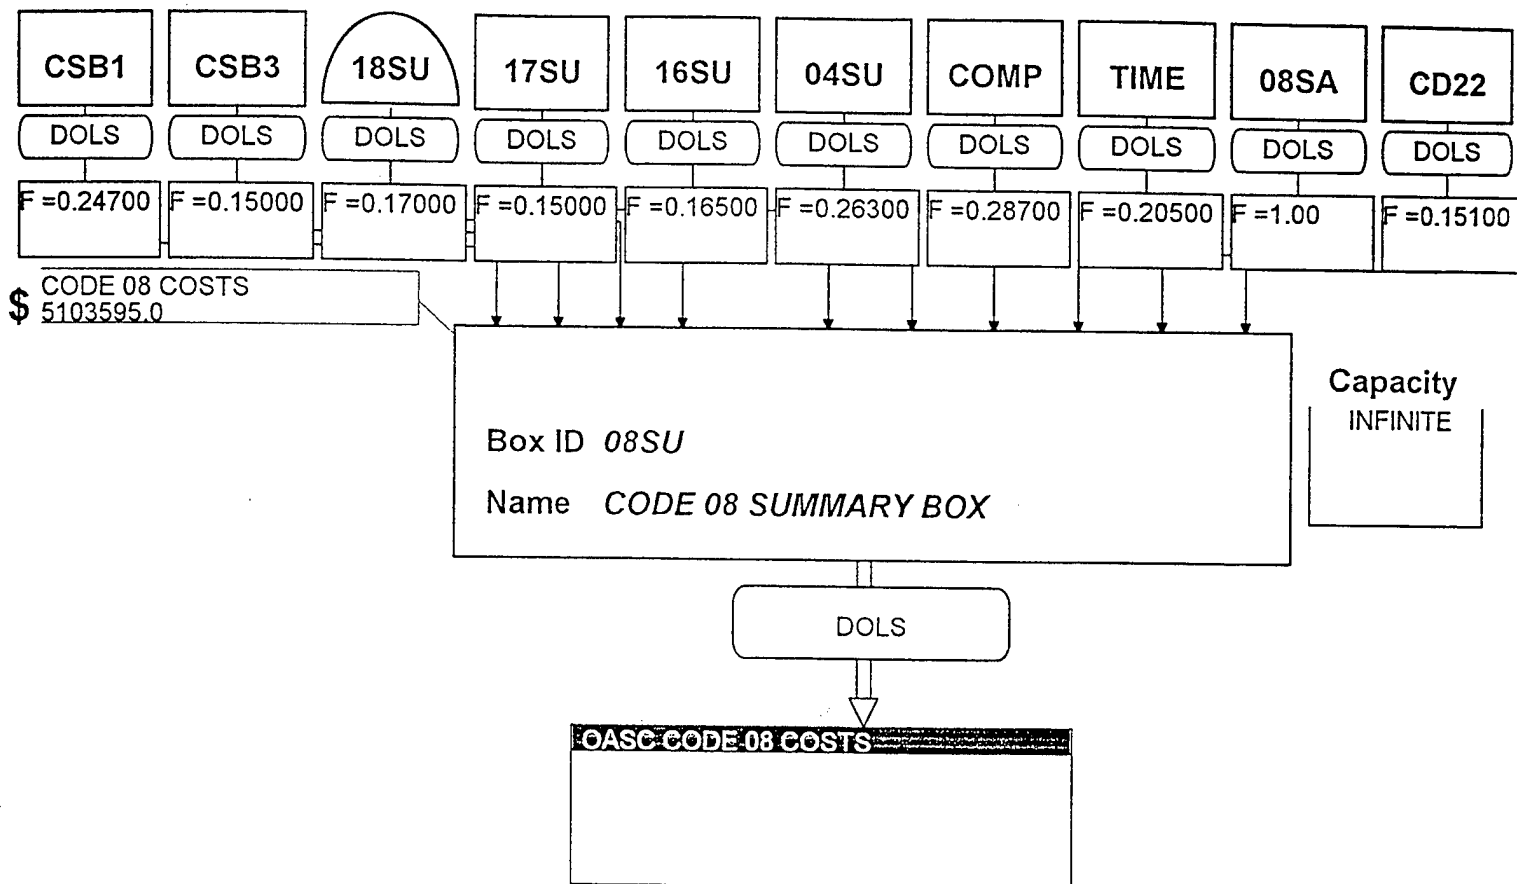 CSB1 CSB3 18SU 17SU 16SU 04SU COMP TIME 08SA CD22
DOLS DOLS DOLS DOLS DOLS DOLS DOLS DOLS DOLS DOLS
F =0.24700 F =0.15000 F =0.17000 F =0.15000 F =0.16500 F =0.26300 F =0.28700 F =0.20500 F =1.00 F =0.15100
CODE 08 COSTS
$ 5103595.0
Capacity
INFINITE
Box ID 08SU
Name CODE 08 SUMMARY BOX
DOLS
OASC CODE 08 COSTS